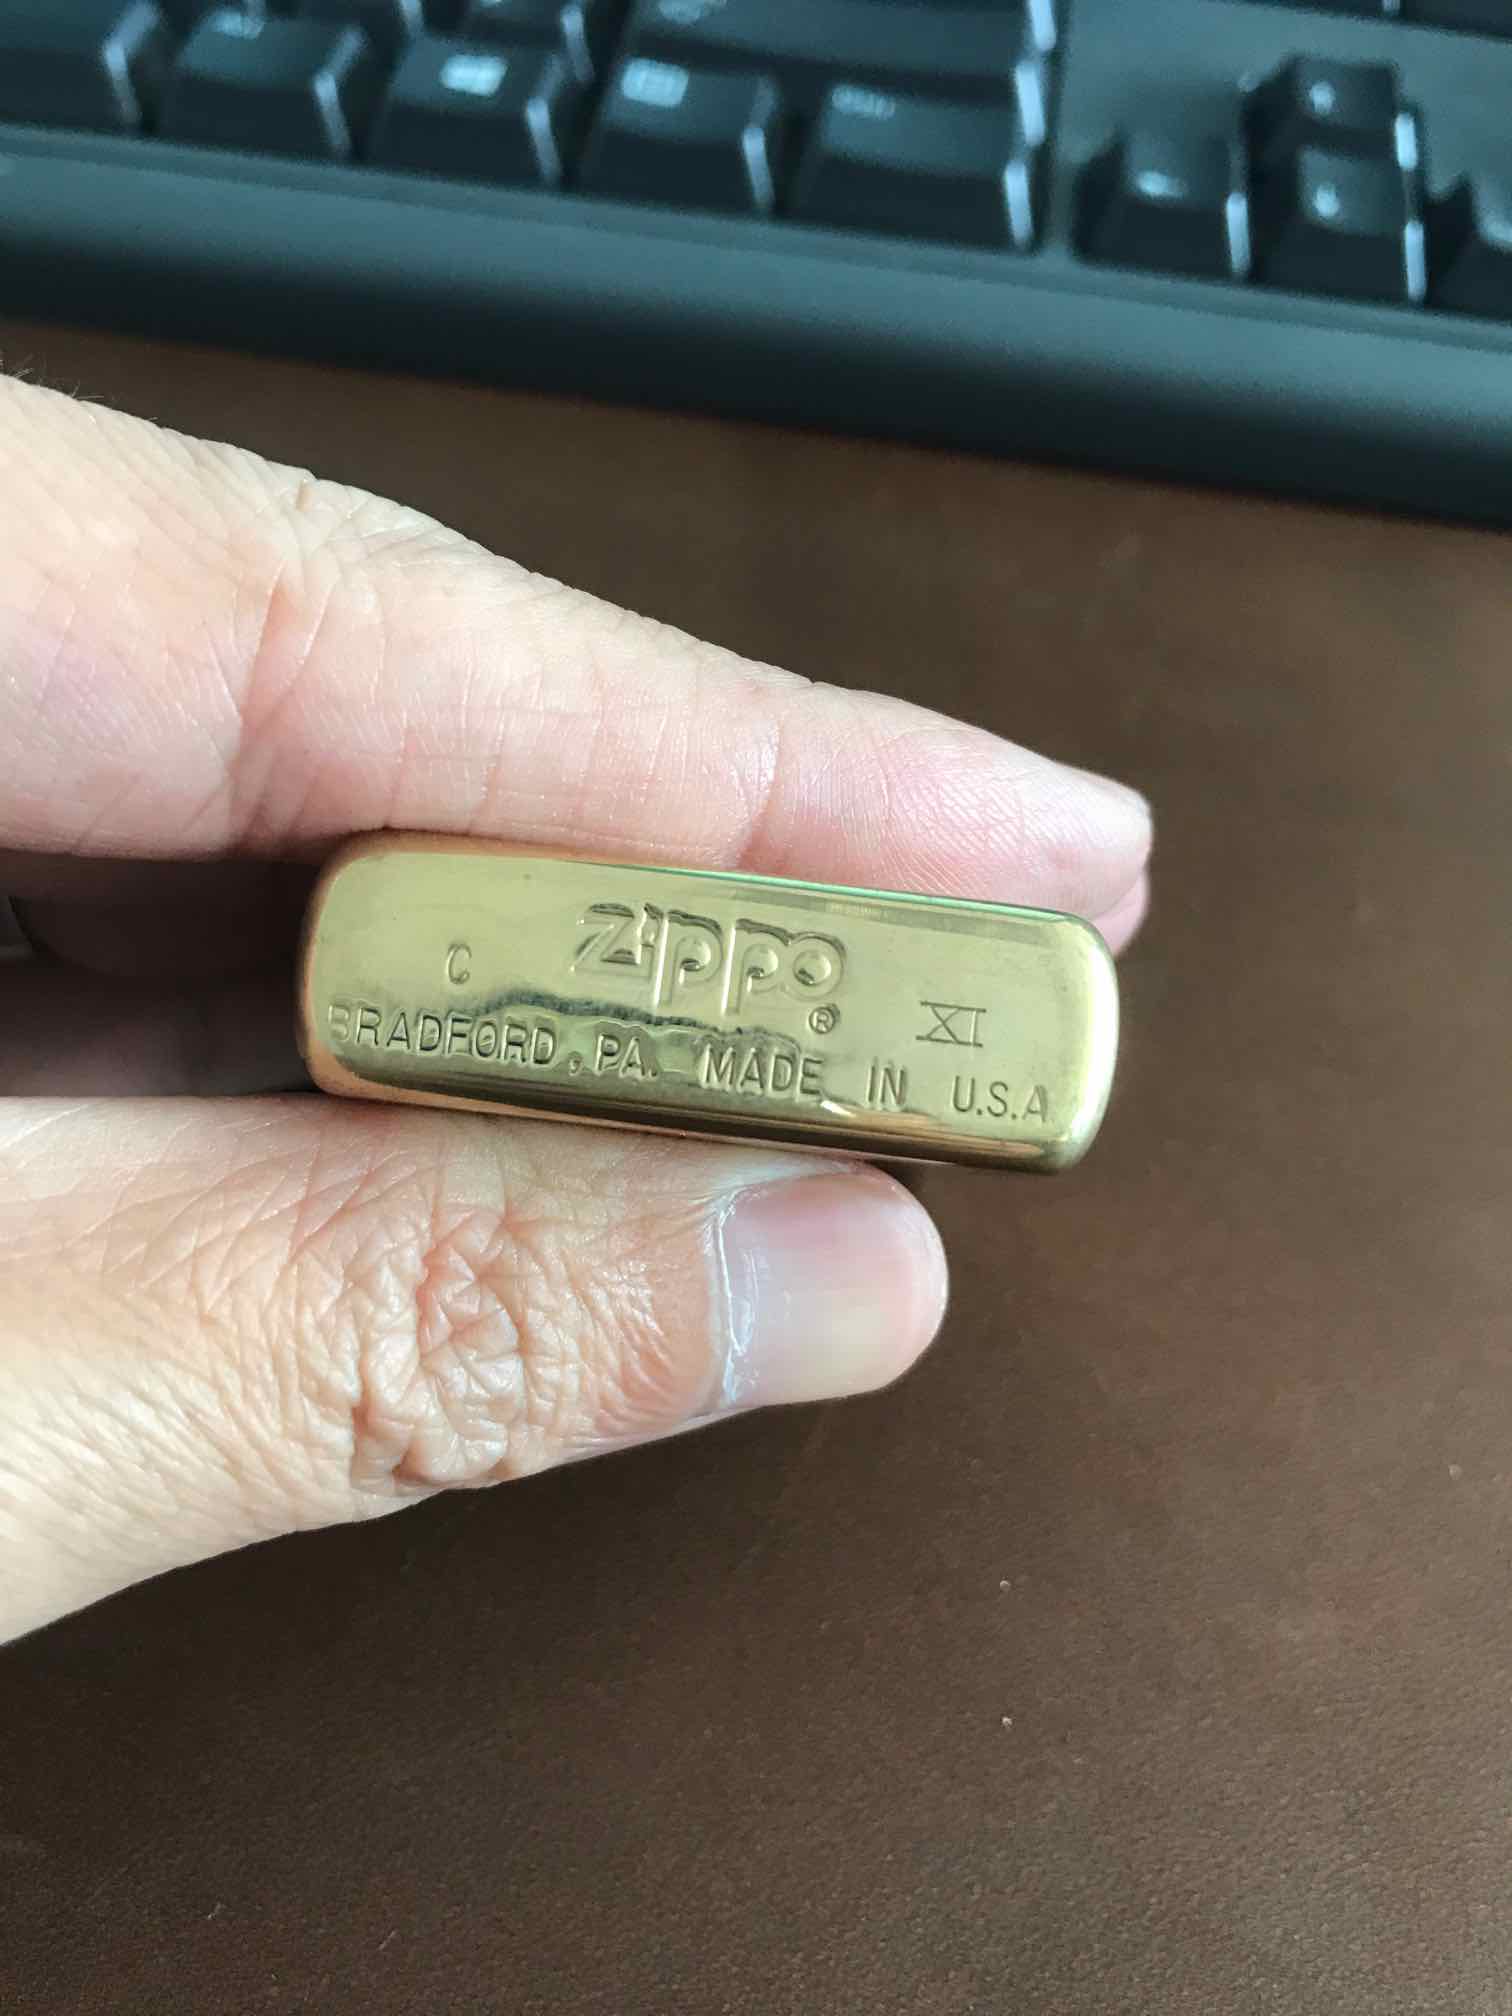 zippo®
C XI
BRADFORD, PA. MADE IN U.S.A.